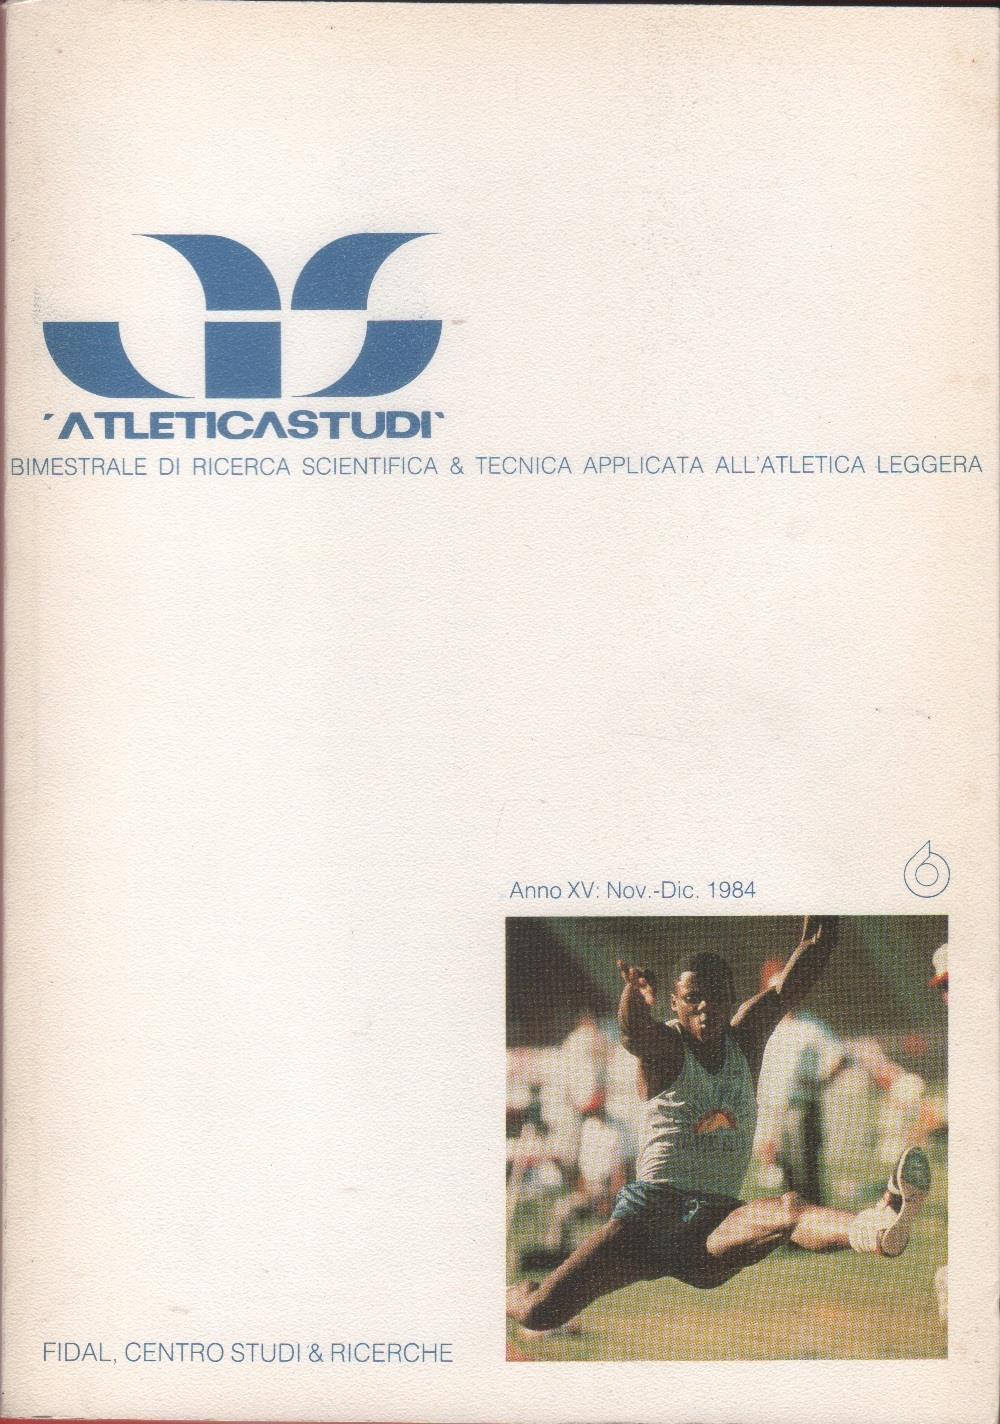 'ATLETICASTUDI`
BIMESTRALE DI RICERCA SCIENTIFICA & TECNICA APPLICATA ALL'ATLETICA LEGGERA
6
Anno XV: Nov.-Dic. 1984
FIDAL, CENTRO STUDI & RICERCHE